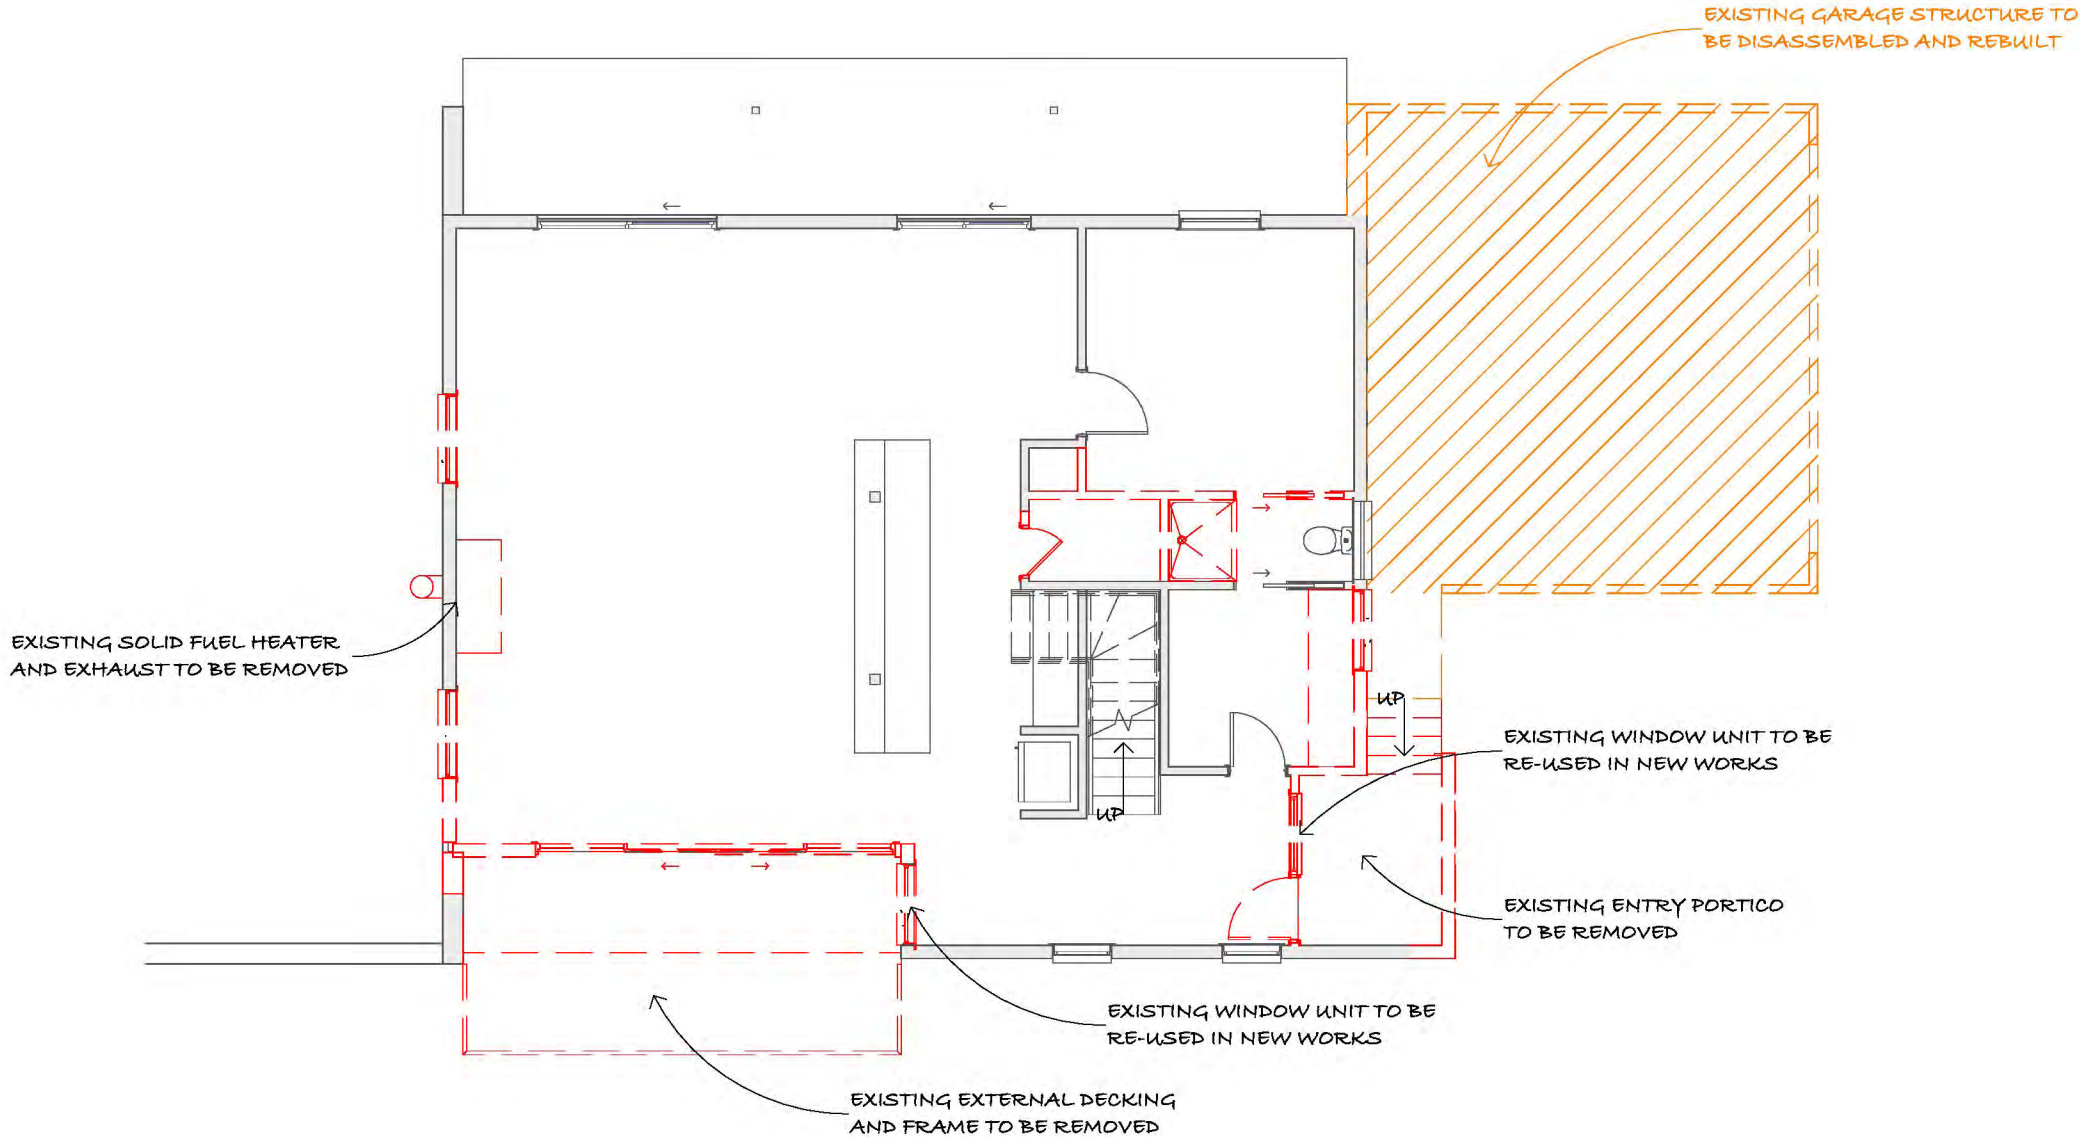 EXISTING GARAGE STRUCTURE TO
BE DISASSEMBLED AND REBUILT
EXISTING SOLID FUEL HEATER
AND EXHAUST TO BE REMOVED
UP
UP
EXISTING WINDOW UNIT TO BE
RE-USED IN NEW WORKS
EXISTING ENTRY PORTICO
TO BE REMOVED
EXISTING WINDOW UNIT TO BE
RE-USED IN NEW WORKS
EXISTING EXTERNAL DECKING
AND FRAME TO BE REMOVED